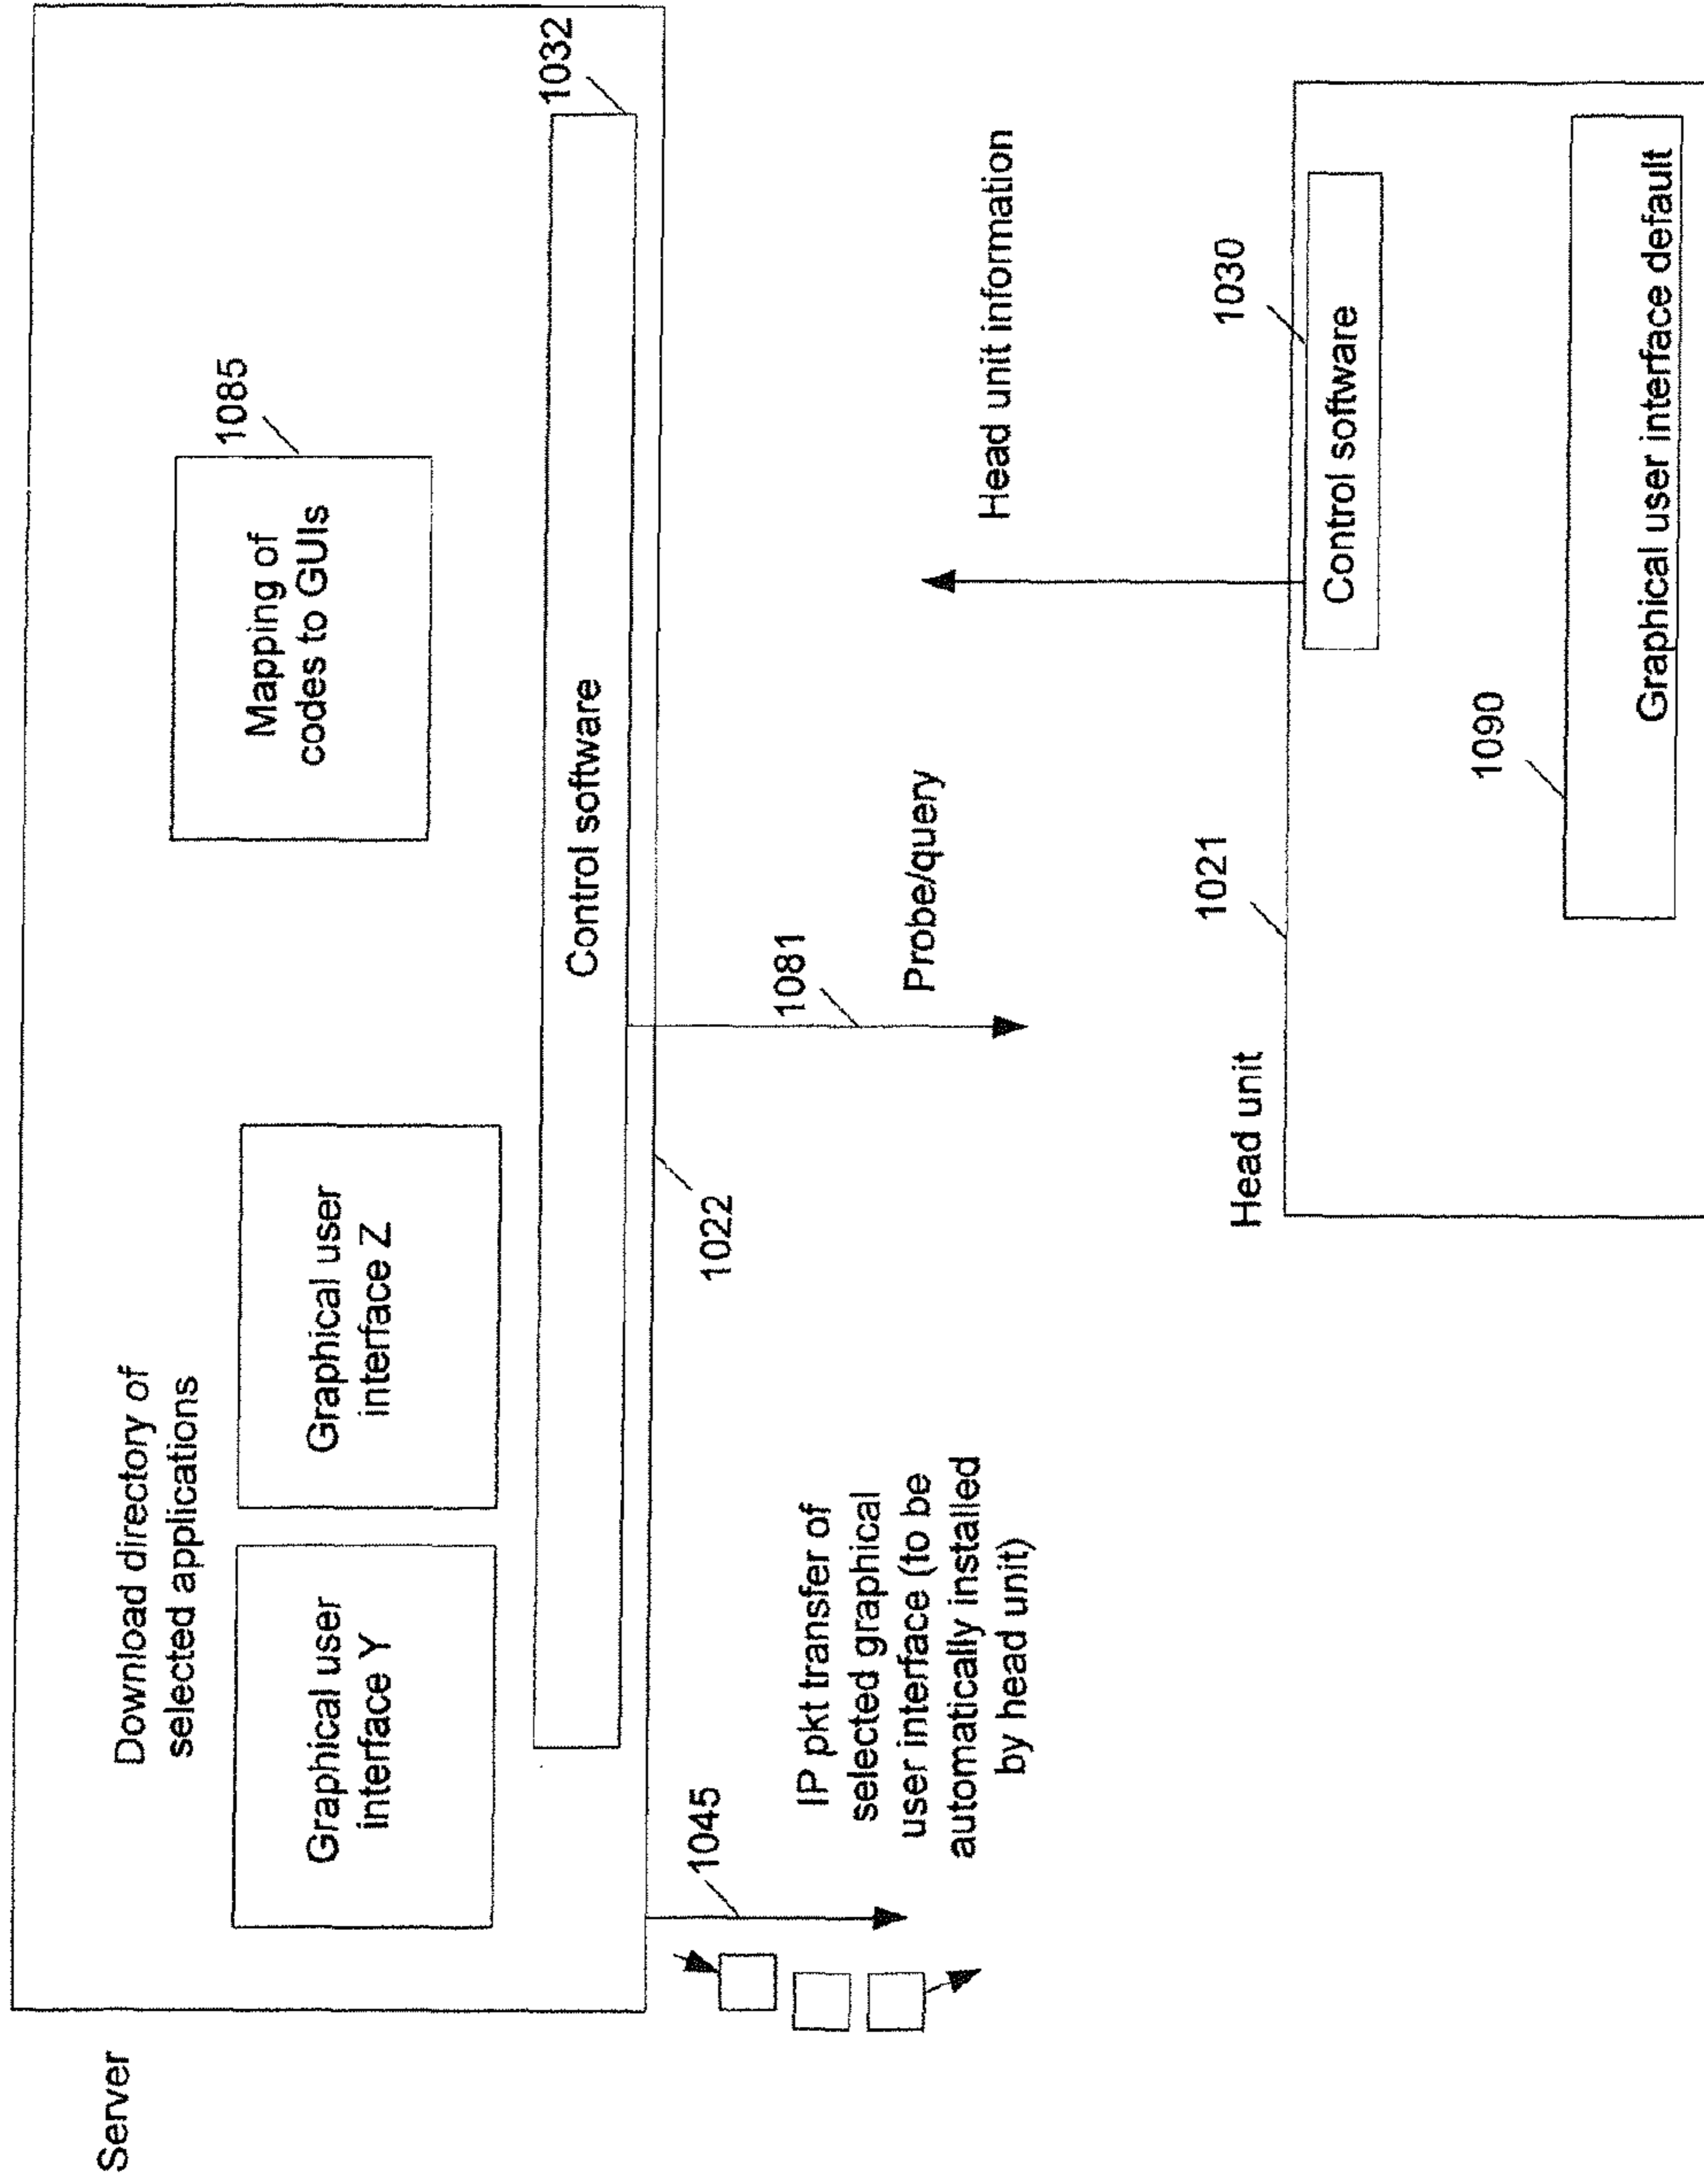 Server
Download directory of
selected applications
Graphical user
interface Y
Graphical user
interface Z
Mapping of
codes to GUIs
1085
Control software
1032
1022
1045
IP pkt transfer of
selected graphical
user interface (to be
automatically installed
by head unit)
1081
Probe/query
Head unit information
Head unit
1021
1030
Control software
1090
Graphical user interface default